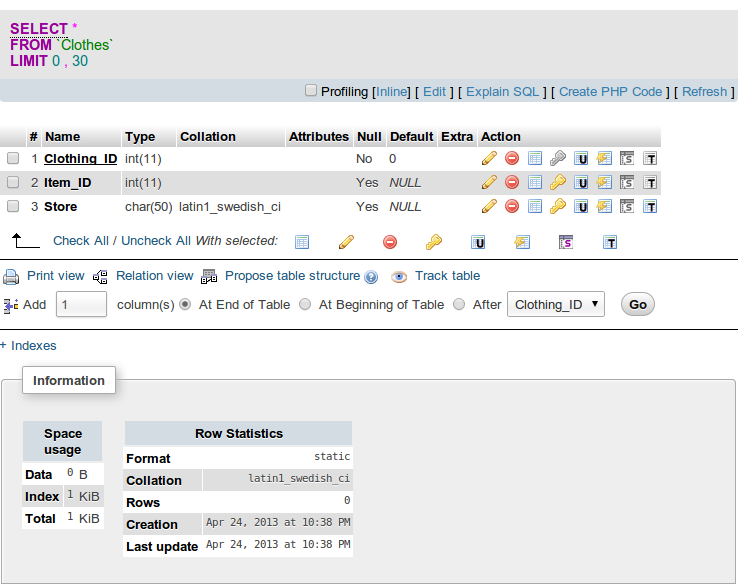 SELECT *
FROM `Clothes`
LIMIT 0 , 30
Profiling [Inline] [ Edit ] [ Explain SQL ] [ Create PHP Code ] [ Refresh ]
# Name Type Collation Attributes Null Default Extra Action
1 Clothing_ID int(11) No 0
2 Item_ID int(11) Yes NULL
3 Store char(50) latin1_swedish_ci Yes NULL
Check All / Uncheck All With selected:
Print view Relation view Propose table structure Track table
Add 1 column(s) At End of Table At Beginning of Table After Clothing_ID Go
+ Indexes
Information
Space usage
Data 0 B
Index 1 KiB
Total 1 KiB
Row Statistics
Format static
Collation latin1_swedish_ci
Rows 0
Creation Apr 24, 2013 at 10:38 PM
Last update Apr 24, 2013 at 10:38 PM